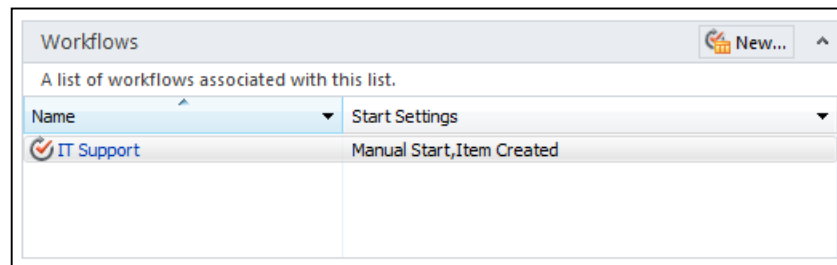 Workflows New...
A list of workflows associated with this list.
Name Start Settings
IT Support Manual Start,Item Created